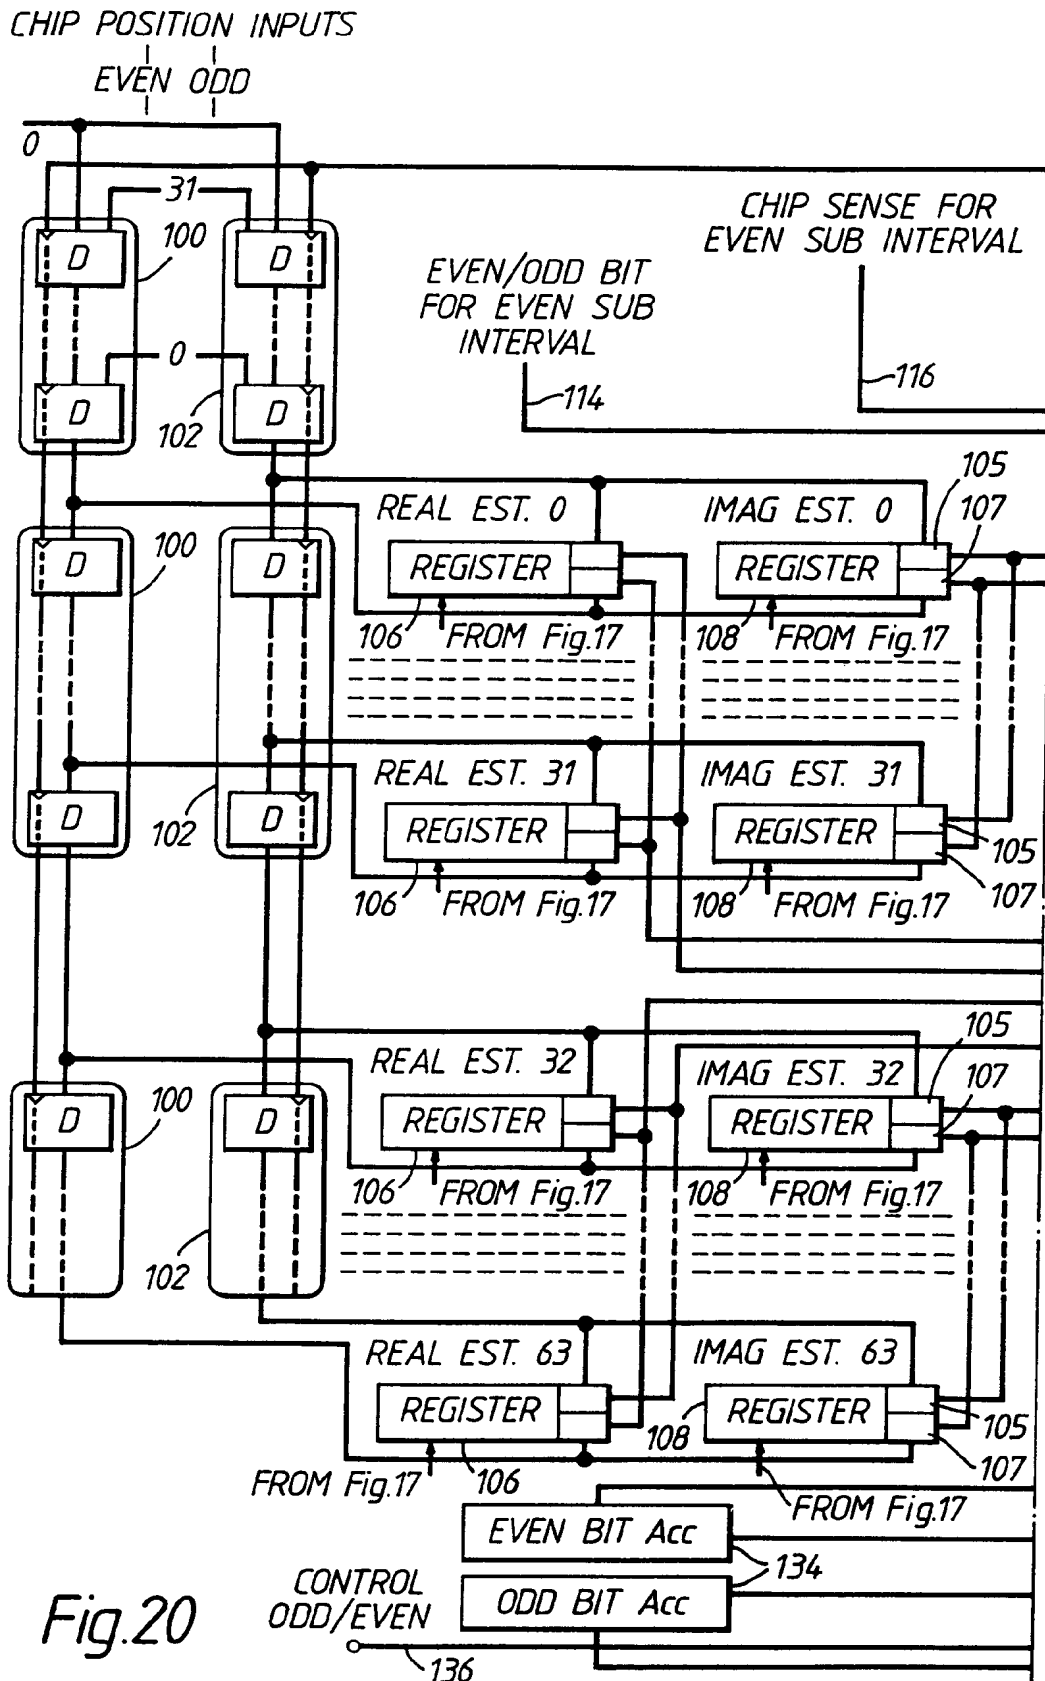 CHIP POSITION INPUTS
EVEN ODD
0
31
100
D D
0
D D
102
CHIP SENSE FOR
EVEN SUB INTERVAL
EVEN/ODD BIT
FOR EVEN SUB
INTERVAL
114
116
105
REAL EST. 0 IMAG EST. 0
107
100
D D
REGISTER REGISTER
106 FROM Fig.17 108 FROM Fig.17
REAL EST. 31 IMAG EST. 31
D D
102
REGISTER REGISTER
105
106 FROM Fig.17 108 FROM Fig.17 107
105
REAL EST. 32 IMAG EST. 32
107
100
D D
REGISTER REGISTER
106 FROM Fig.17 108 FROM Fig.17
102
REAL EST. 63 IMAG EST. 63
REGISTER 108 REGISTER
105
107
FROM Fig.17 106 FROM Fig.17
EVEN BIT Acc
134
CONTROL
ODD/EVEN
ODD BIT Acc
136
Fig.20